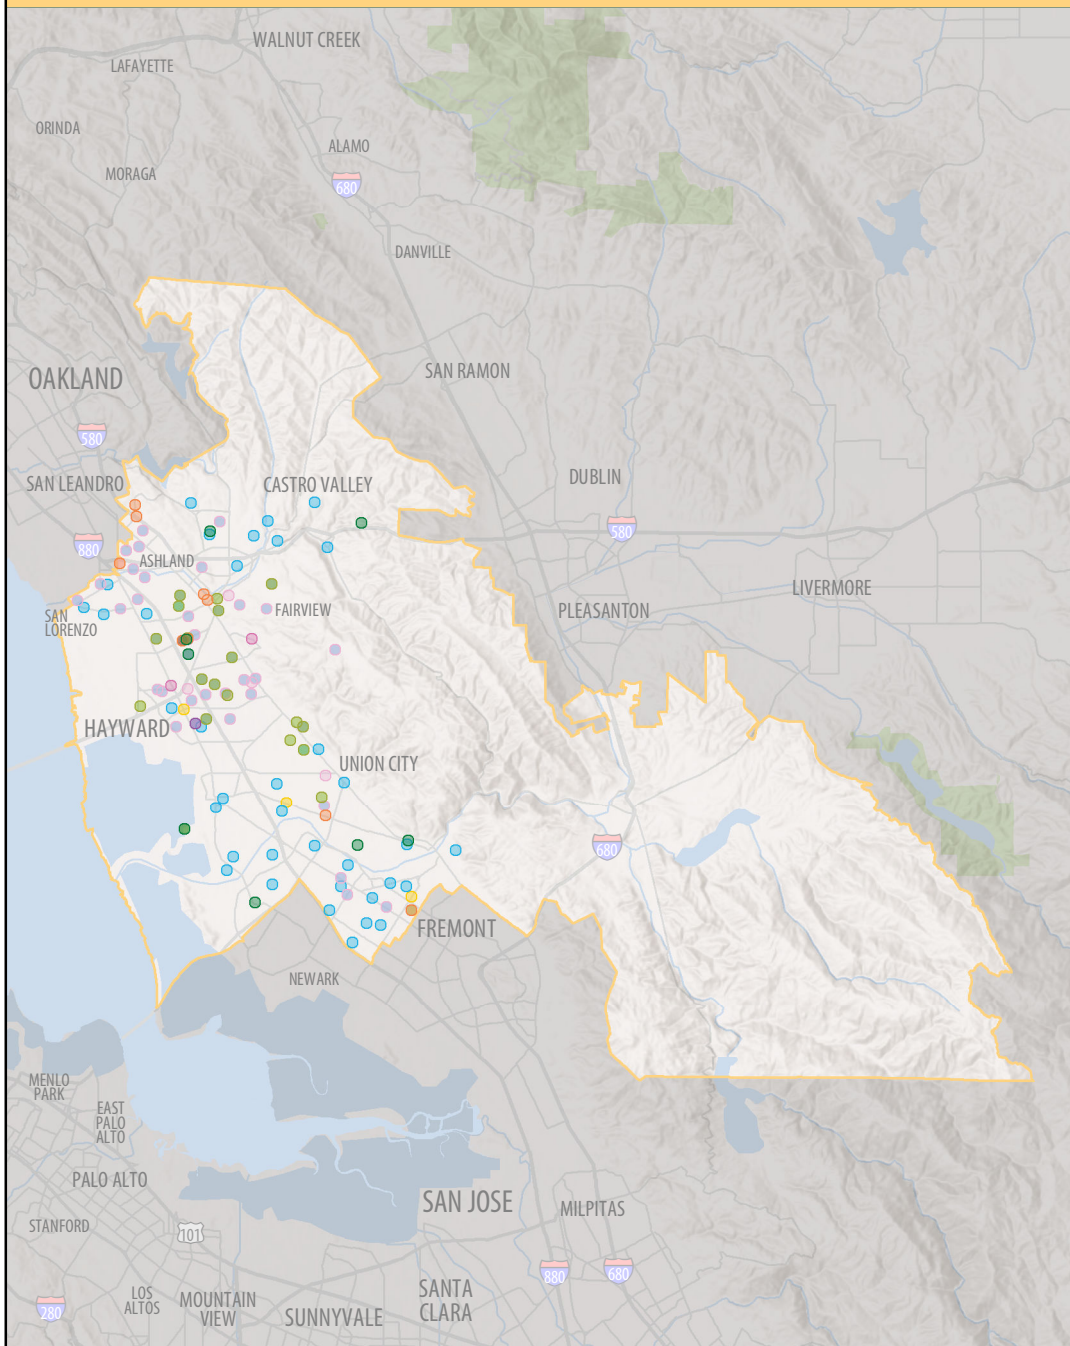 WALNUT CREEK
LAFAYETTE
ORINDA
ALAMO
MORAGA
680
DANVILLE
SAN RAMON
OAKLAND
580
DUBLIN
SAN LEANDRO
CASTRO VALLEY
580
880
ASHLAND
LIVERMORE
FAIRVIEW
PLEASANTON
SAN
LORENZO
HAYWARD
UNION CITY
680
FREMONT
NEWARK
MENLO
PARK
EAST
PALO
ALTO
PALO ALTO
SAN JOSE
MILPITAS
STANFORD
101
880
680
LOS
ALTOS
MOUNTAIN
VIEW
SANTA
CLARA
280
SUNNYVALE